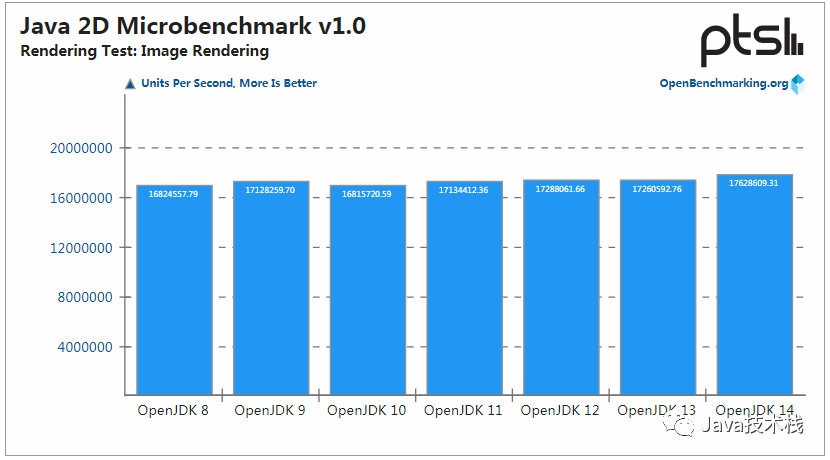 Java 2D Microbenchmark v1.0
Rendering Test: Image Rendering
ptsl
Units Per Second, More Is Better
OpenBenchmarking.org
20000000
16000000
12000000
8000000
4000000
16824557.79
17128259.70
16815720.59
17134412.36
17288061.66
17260592.76
17628609.31
OpenJDK 8
OpenJDK 9
OpenJDK 10
OpenJDK 11
OpenJDK 12
OpenJDK 13
OpenJDK 14
Java技术栈